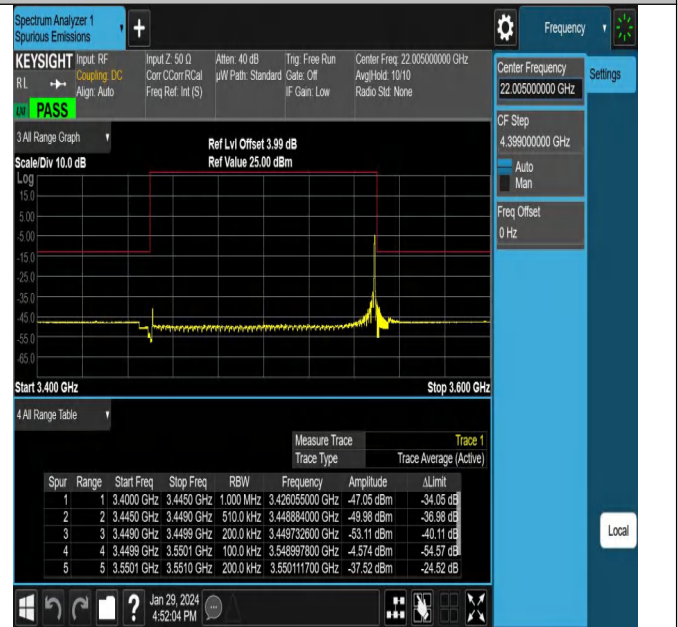 Spectrum Analyzer 1
Spurious Emissions
+
Frequency
KEYSIGHT Input: RF Input Z: 50 Ω Atten: 40 dB Trig: Free Run Center Freq: 22.005000000 GHz
RL Coupling: DC Corr CCorr RCal µW Path: Standard Gate: Off Avg|Hold: 10/10
Align: Auto Freq Ref: Int (S) IF Gain: Low Radio Std: None
LNI PASS
Center Frequency
22.005000000 GHz
Settings
CF Step
4.399000000 GHz
Auto
Man
Freq Offset
0 Hz
3 All Range Graph
Ref Lvl Offset 3.99 dB
Scale/Div 10.0 dB Ref Value 25.00 dBm
Log
15.0
5.00
-5.00
-15.0
-25.0
-35.0
-45.0
-55.0
-65.0
Start 3.400 GHz Stop 3.600 GHz
4 All Range Table
Measure Trace Trace 1
Trace Type Trace Average (Active)
Spur Range Start Freq Stop Freq RBW Frequency Amplitude ΔLimit
1 1 3.4000 GHz 3.4450 GHz 1.000 MHz 3.426055000 GHz -47.05 dBm -34.05 dB
2 2 3.4450 GHz 3.4490 GHz 510.0 kHz 3.448884000 GHz -49.98 dBm -36.98 dB
3 3 3.4490 GHz 3.4499 GHz 200.0 kHz 3.449732600 GHz -53.11 dBm -40.11 dB
4 4 3.4499 GHz 3.5501 GHz 100.0 kHz 3.548997800 GHz -4.574 dBm -54.57 dB
5 5 3.5501 GHz 3.5510 GHz 200.0 kHz 3.550111700 GHz -37.52 dBm -24.52 dB
Local
? Jan 29, 2024
4:52:04 PM